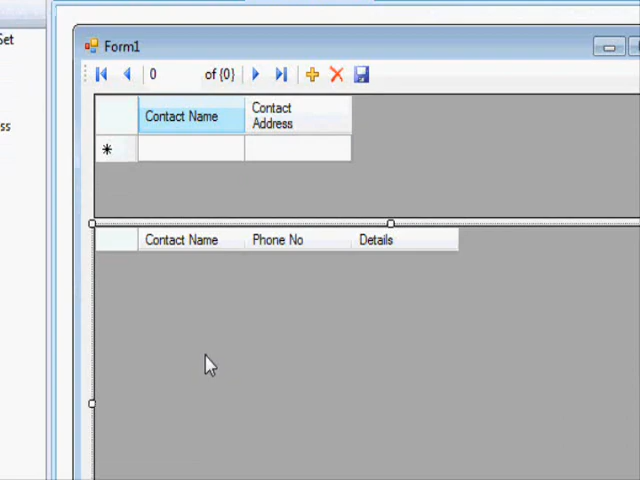 Set
Form1
0 of {0}
Contact Name Contact Address
ss
*
Contact Name Phone No Details